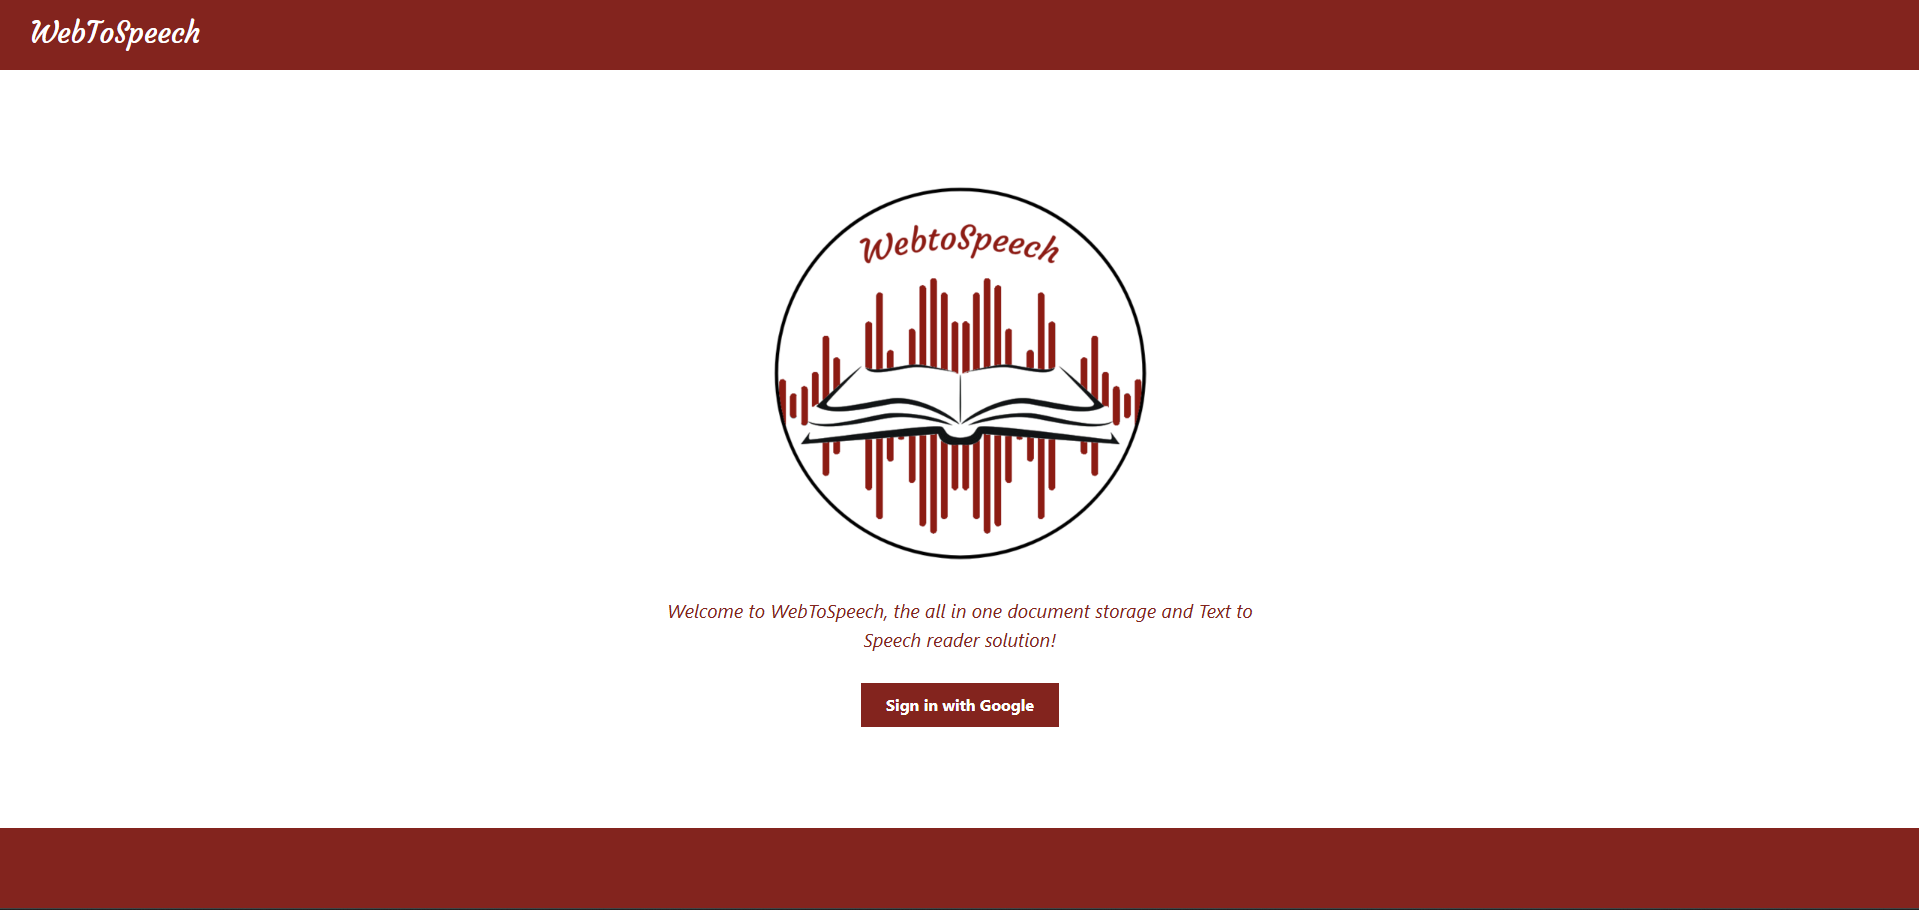 WebToSpeech
WebtoSpeech
Welcome to WebToSpeech, the all in one document storage and Text to
Speech reader solution!
Sign in with Google